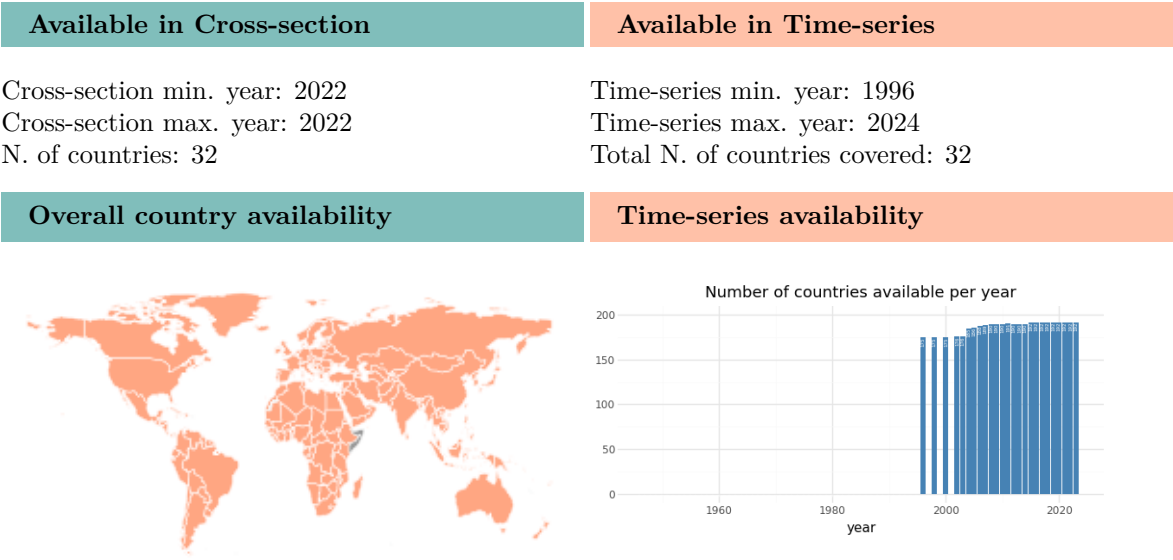 Available in Cross-section
Available in Time-series
Cross-section min. year: 2022
Cross-section max. year: 2022
N. of countries: 32
Time-series min. year: 1996
Time-series max. year: 2024
Total N. of countries covered: 32
Overall country availability
Time-series availability
Number of countries available per year
200
150
100
50
0
1960
1980
2000
2020
year